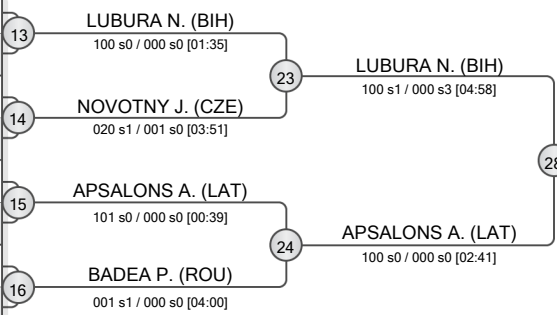 13
LUBURA N. (BIH)
100 s0 / 000 s0 [01:35]
23
LUBURA N. (BIH)
100 s1 / 000 s3 [04:58]
14
NOVOTNY J. (CZE)
020 s1 / 001 s0 [03:51]
28
15
APSALONS A. (LAT)
101 s0 / 000 s0 [00:39]
24
APSALONS A. (LAT)
100 s0 / 000 s0 [02:41]
16
BADEA P. (ROU)
001 s1 / 000 s0 [04:00]